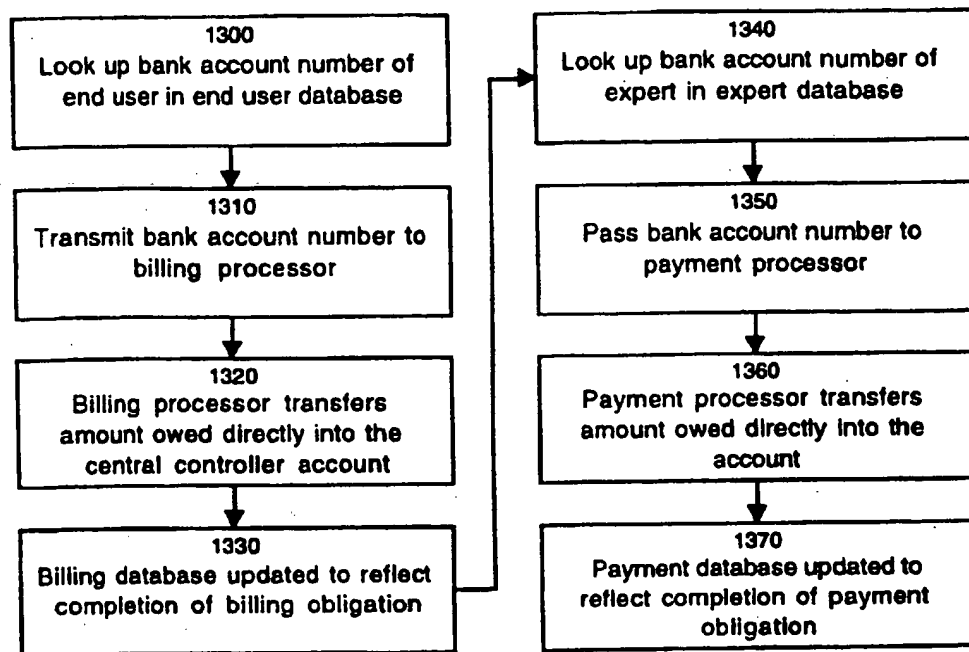 1300
Look up bank account number of
end user in end user database
1310
Transmit bank account number to
billing processor
1320
Billing processor transfers
amount owed directly into the
central controller account
1330
Billing database updated to reflect
completion of billing obligation
1340
Look up bank account number of
expert in expert database
1350
Pass bank account number to
payment processor
1360
Payment processor transfers
amount owed directly into the
account
1370
Payment database updated to
reflect completion of payment
obligation